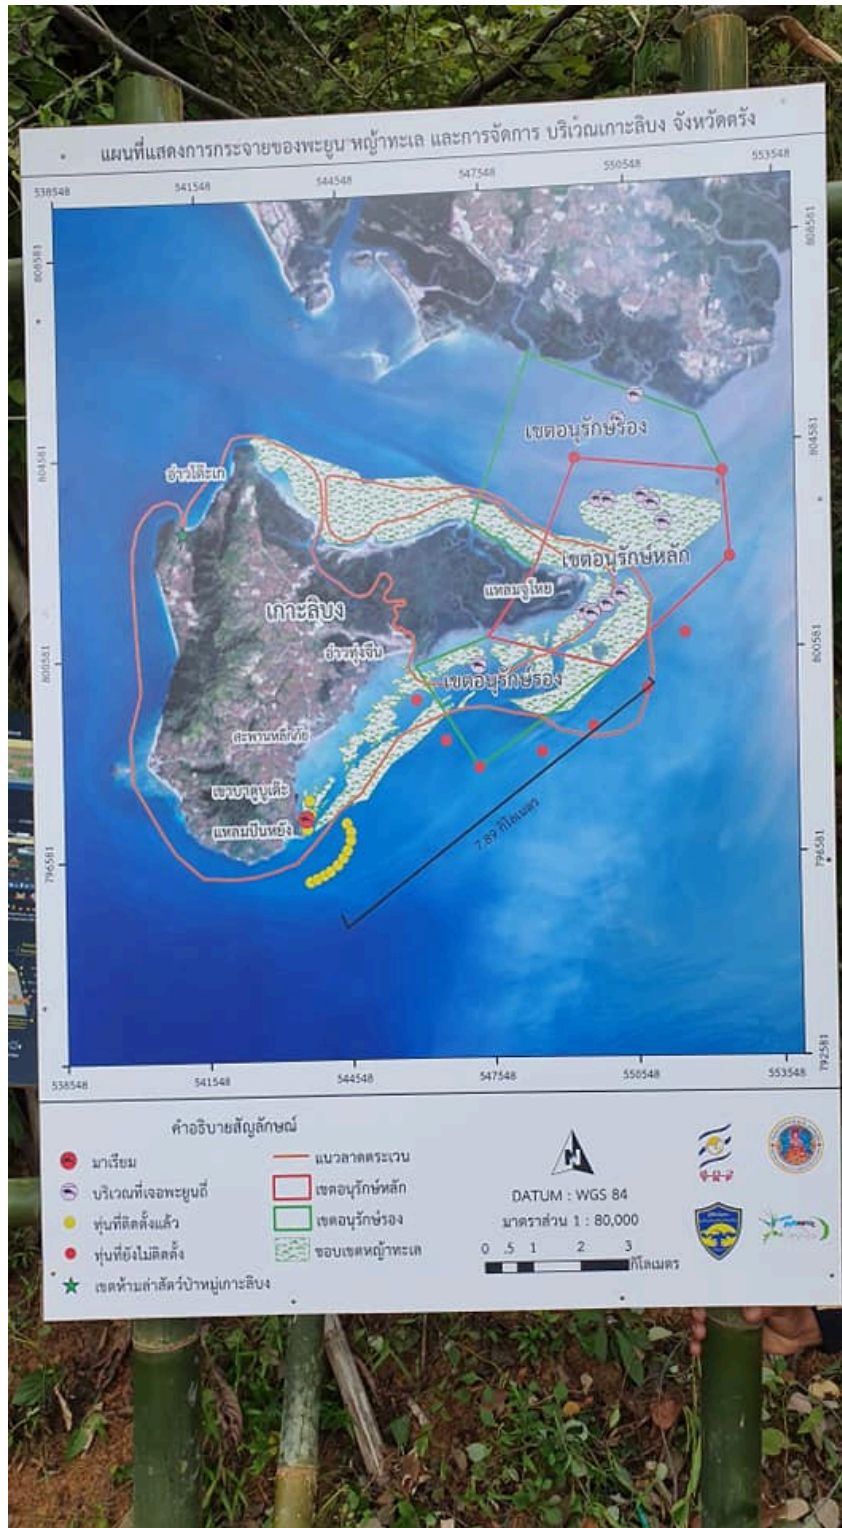 แผนที่แสดงการกระจายของพะยูน หญ้าทะเล และการจัดการ บริเวณเกาะลิบง จังหวัดตรัง
538548 541548 544548 547548 550548 553548
808581 808581
เขตอนุรักษ์รอง
804581 804581
อ่าวโต๊ะเก
เขตอนุรักษ์หลัก
แหลมจูโหย
เกาะลิบง
อ่าวทุ่งจีน
800581 800581
เขตอนุรักษ์รอง
สะพานหลีกภัย
เขาบาตูปูเต๊ะ
แหลมปันหยัง
7.89 กิโลเมตร
796581 796581
792581
538548 541548 544548 547548 550548 553548
คำอธิบายสัญลักษณ์
มาเรียม
บริเวณที่เจอพะยูนถี่
ทุ่นที่ติดตั้งแล้ว
ทุ่นที่ยังไม่ติดตั้ง
เขตห้ามล่าสัตว์ป่าหมู่เกาะลิบง
แนวลาดตระเวน
เขตอนุรักษ์หลัก
เขตอนุรักษ์รอง
ขอบเขตหญ้าทะเล
N
DATUM : WGS 84
มาตราส่วน 1 : 80,000
0 .5 1 2 3
กิโลเมตร